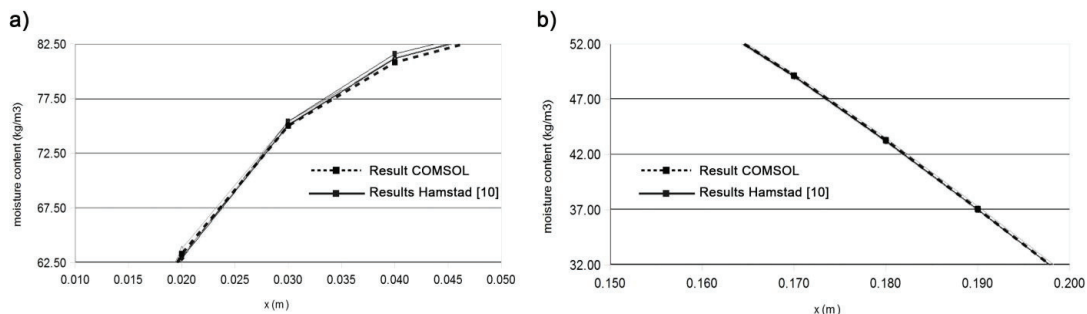 a)
82.50
77.50
72.50
67.50
62.50
moisture content (kg/m3)
Result COMSOL
Results Hamstad [10]
0.010 0.015 0.020 0.025 0.030 0.035 0.040 0.045 0.050
x (m)
b)
52.00
47.00
42.00
37.00
32.00
moisture content (kg/m3)
Result COMSOL
Results Hamstad [10]
0.150 0.160 0.170 0.180 0.190 0.200
x (m)